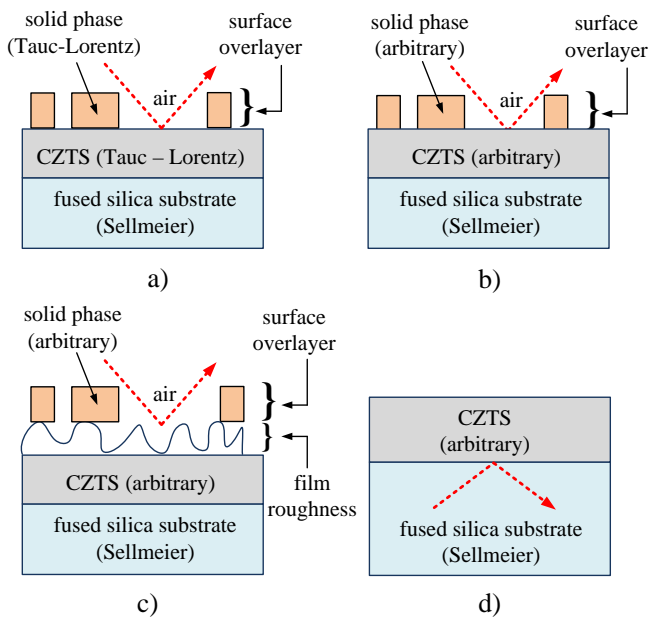 solid phase
(Tauc-Lorentz)
surface
overlayer
air
}
CZTS (Tauc – Lorentz)
fused silica substrate
(Sellmeier)
a)
solid phase
(arbitrary)
surface
overlayer
air
}
CZTS (arbitrary)
fused silica substrate
(Sellmeier)
b)
solid phase
(arbitrary)
surface
overlayer
air
}
}
film
roughness
CZTS (arbitrary)
fused silica substrate
(Sellmeier)
c)
CZTS
(arbitrary)
fused silica substrate
(Sellmeier)
d)